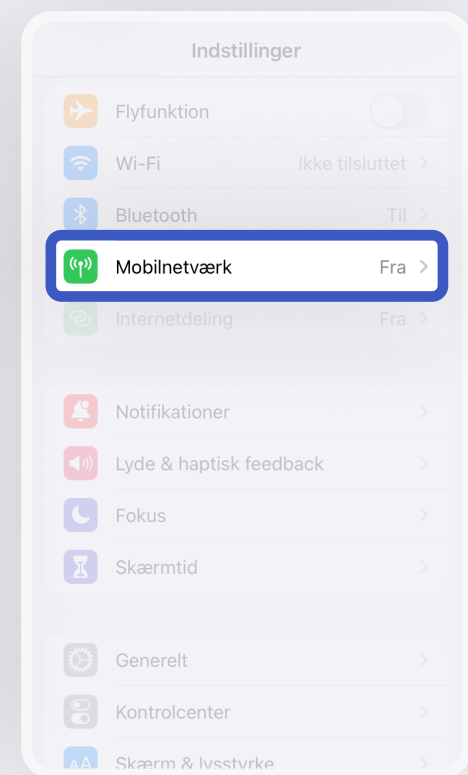 Indstillinger
Flyfunktion
Wi-Fi Ikke tilsluttet
Bluetooth Til
Mobilnetværk Fra
Internetdeling Fra
Notifikationer
Lyde & haptisk feedback
Fokus
Skærmtid
Generelt
Kontrolcenter
AA Skærm & lysstyrke